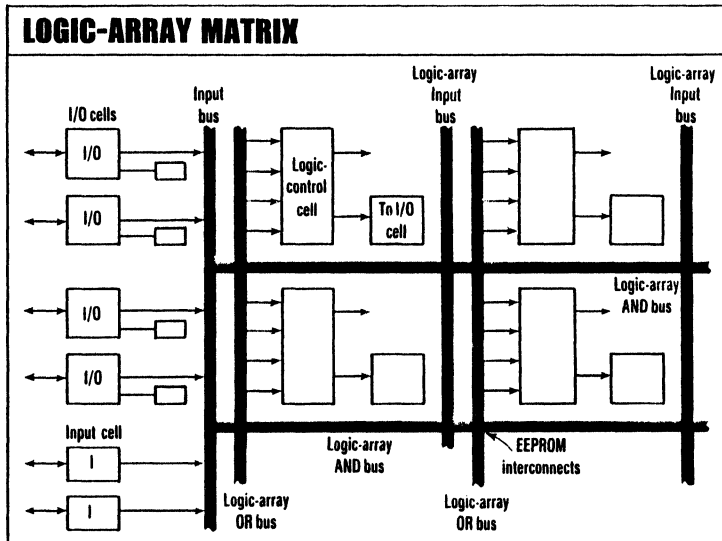 LOGIC-ARRAY MATRIX
Logic-array
Input
bus
Logic-array
Input
bus
Input
bus
I/O cells
I/O
I/O
I/O
I/O
Logic-
control
cell
To I/O
cell
Logic-array
AND bus
Input cell
I
I
Logic-array
AND bus
EEPROM
interconnects
Logic-array
OR bus
Logic-array
OR bus